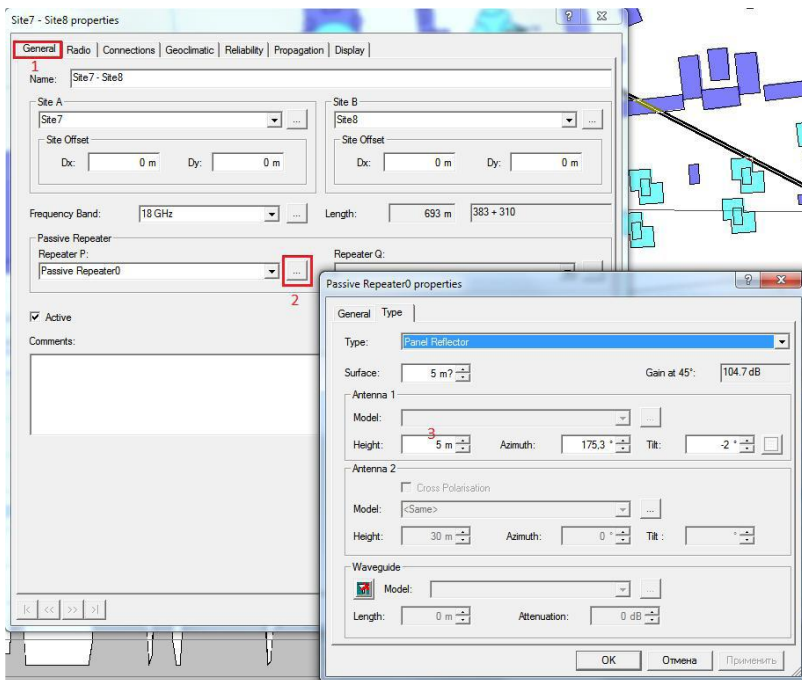 Site7 - Site8 properties
General Radio Connections Geoclimatic Reliability Propagation Display
1
Name: Site7 - Site8
Site A Site B
Site7 ... Site8 ...
Site Offset Site Offset
Dx: 0 m Dy: 0 m Dx: 0 m Dy: 0 m
Frequency Band: 18 GHz ... Length: 693 m 383 + 310
Passive Repeater
Repeater P: Repeater Q:
Passive Repeater0 ...
2
Active
Comments:
Passive Repeater0 properties
General Type
Type: Panel Reflector
Surface: 5 m? Gain at 45°: 104.7 dB
Antenna 1
Model: ...
3
Height: 5 m Azimuth: 175,3 ° Tilt: -2 °
Antenna 2
Cross Polarisation
Model: <Same> ...
Height: 30 m Azimuth: 0 ° Tilt : °
Waveguide
Model: ...
Length: 0 m Attenuation: 0 dB
OK Отмена Применить
|< << >> >|